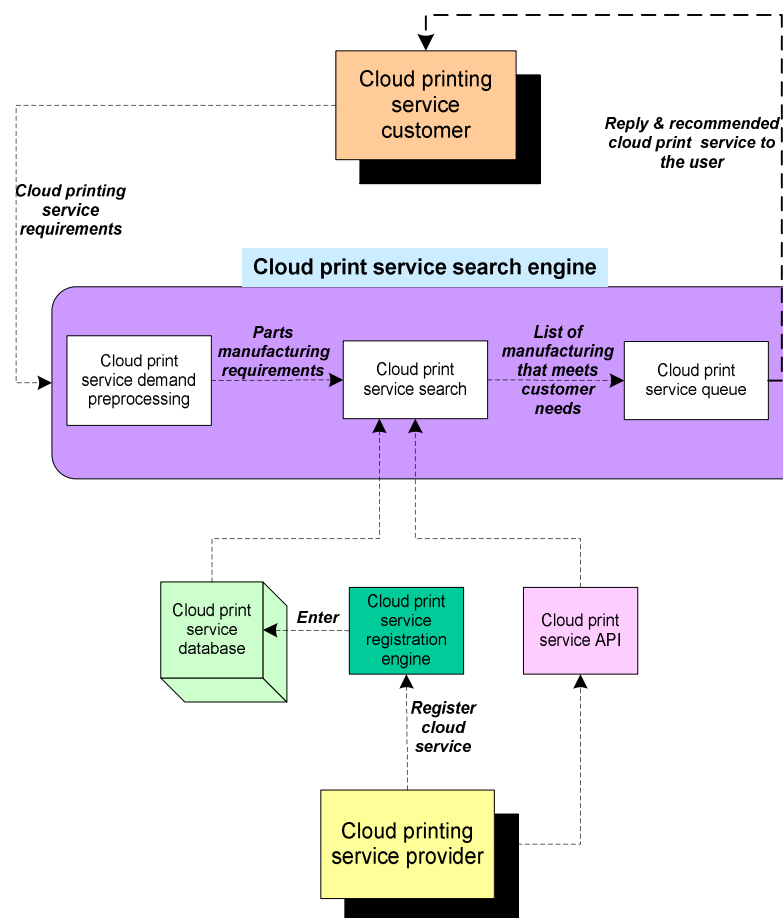 Cloud printing
service
customer
Reply & recommended
cloud print service to
the user
Cloud printing
service
requirements
Cloud print service search engine
Cloud print
service demand
preprocessing
Parts
manufacturing
requirements
Cloud print
service search
List of
manufacturing
that meets
customer
needs
Cloud print
service queue
Cloud print
service
database
Enter
Cloud print
service
registration
engine
Cloud print
service API
Register
cloud
service
Cloud printing
service provider